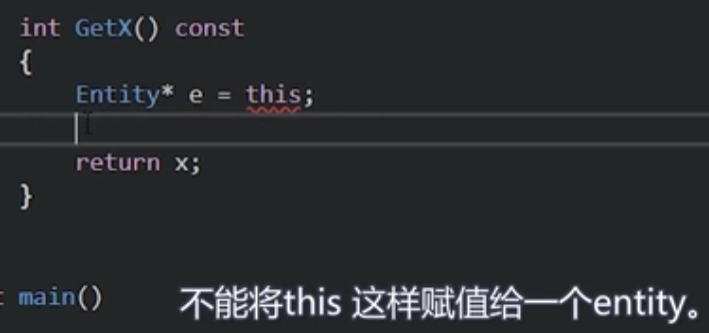 int GetX() const
{
Entity* e = this;
return x;
}
main()
不能将this 这样赋值给一个entity。